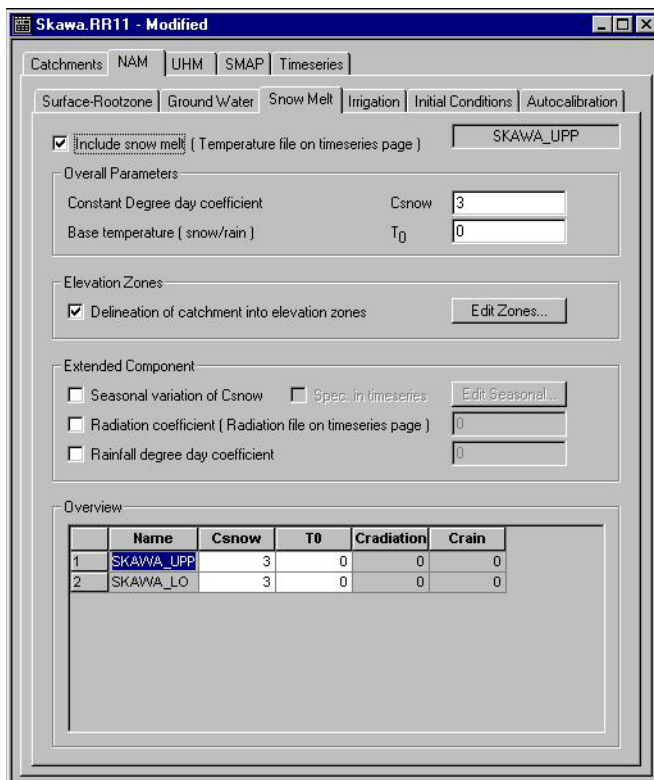 Skawa.RR11 - Modified
Catchments NAM UHM SMAP Timeseries
Surface-Rootzone Ground Water Snow Melt Irrigation Initial Conditions Autocalibration
Include snow melt ( Temperature file on timeseries page ) SKAWA_UPP
Overall Parameters
Constant Degree day coefficient Csnow 3
Base temperature ( snow/rain ) T0 0
Elevation Zones
Delineation of catchment into elevation zones Edit Zones...
Extended Component
Seasonal variation of Csnow Spec. in timeseries Edit Seasonal...
Radiation coefficient ( Radiation file on timeseries page ) 0
Rainfall degree day coefficient 0
Overview
Name Csnow T0 Cradiation Crain
1 SKAWA_UPP 3 0 0 0
2 SKAWA_LO 3 0 0 0